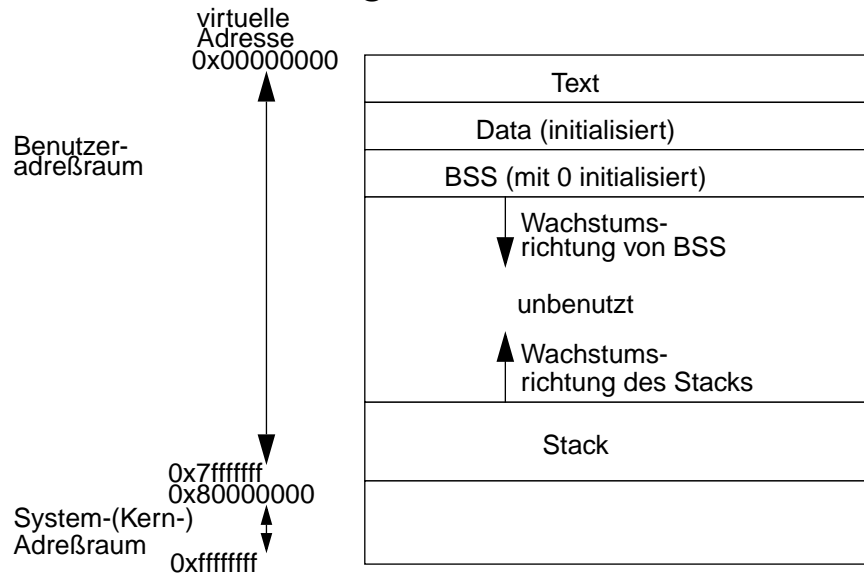 virtuelle
Adresse
0x00000000
Text
Data (initialisiert)
Benutzer-
adreßraum
BSS (mit 0 initialisiert)
Wachstums-
richtung von BSS
unbenutzt
Wachstums-
richtung des Stacks
Stack
0x7fffffff
0x80000000
System-(Kern-)
Adreßraum
0xffffffff